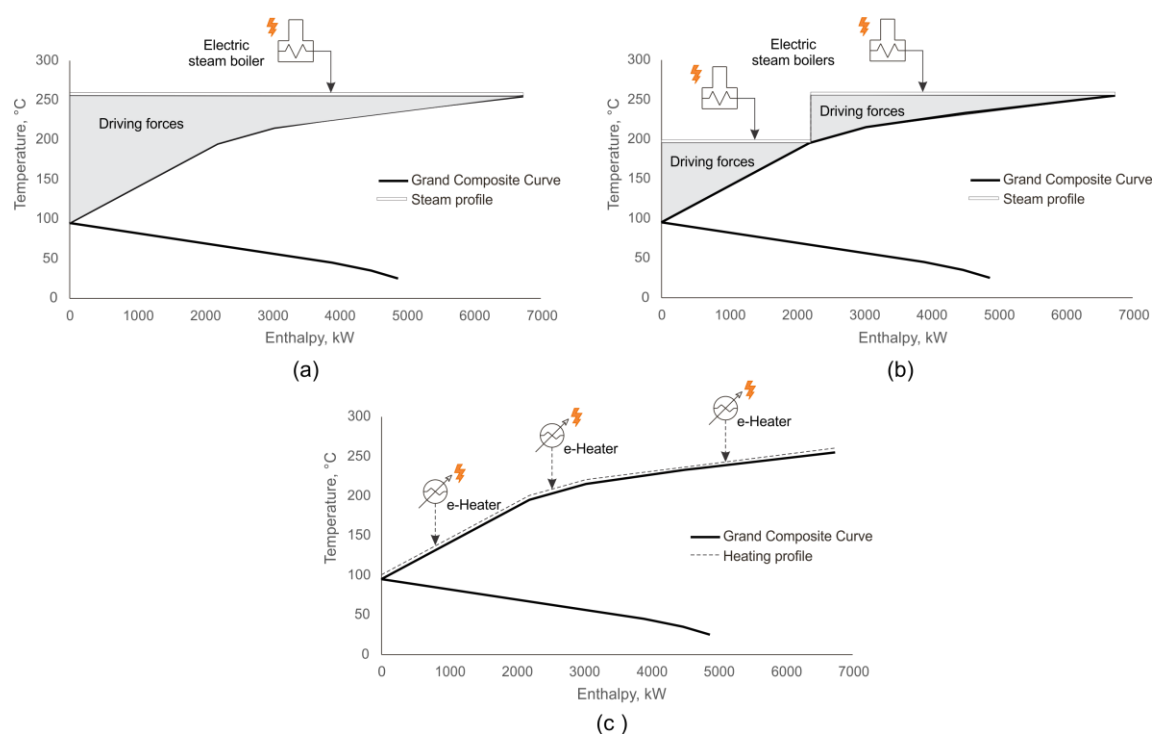 Electric
steam boiler
Temperature, °C
300
250
200
150
100
50
0
Driving forces
Grand Composite Curve
Steam profile
0 1000 2000 3000 4000 5000 6000 7000
Enthalpy, kW
(a)
Electric
steam boilers
Temperature, °C
300
250
200
150
100
50
0
Driving forces
Driving forces
Grand Composite Curve
Steam profile
0 1000 2000 3000 4000 5000 6000 7000
Enthalpy, kW
(b)
Temperature, °C
300
250
200
150
100
50
0
e-Heater
e-Heater
e-Heater
Grand Composite Curve
Heating profile
0 1000 2000 3000 4000 5000 6000 7000
Enthalpy, kW
(c )